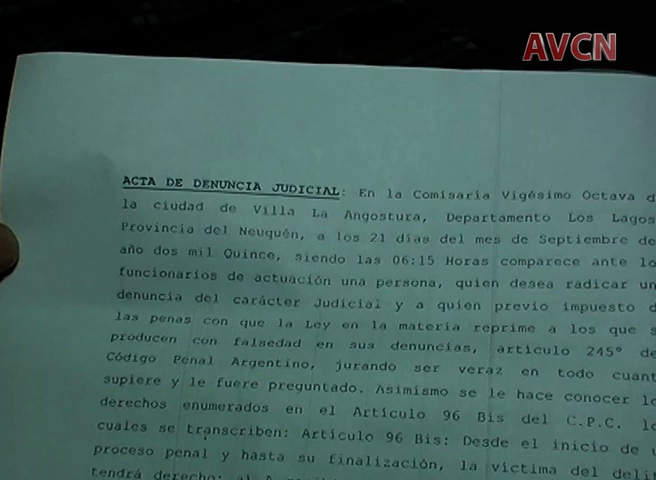 AVCN
ACTA DE DENUNCIA JUDICIAL: En la Comisaría Vigésimo Octava d
la ciudad de Villa La Angostura, Departamento Los Lagos
Provincia del Neuquén, a los 21 días del mes de Septiembre de
año dos mil Quince, siendo las 06:15 Horas comparece ante lo
funcionarios de actuación una persona, quien desea radicar un
denuncia del carácter Judicial y a quien previo impuesto d
las penas con que la Ley en la materia reprime a los que s
producen con falsedad en sus denuncias, artículo 245° de
Código Penal Argentino, jurando ser veraz en todo cuant
supiere y le fuere preguntado. Asimismo se le hace conocer lo
derechos enumerados en el Artículo 96 Bis del C.P.C. lo
cuales se transcriben: Artículo 96 Bis: Desde el inicio de u
proceso penal y hasta su finalización, la víctima del deli
tendrá derecho: a)